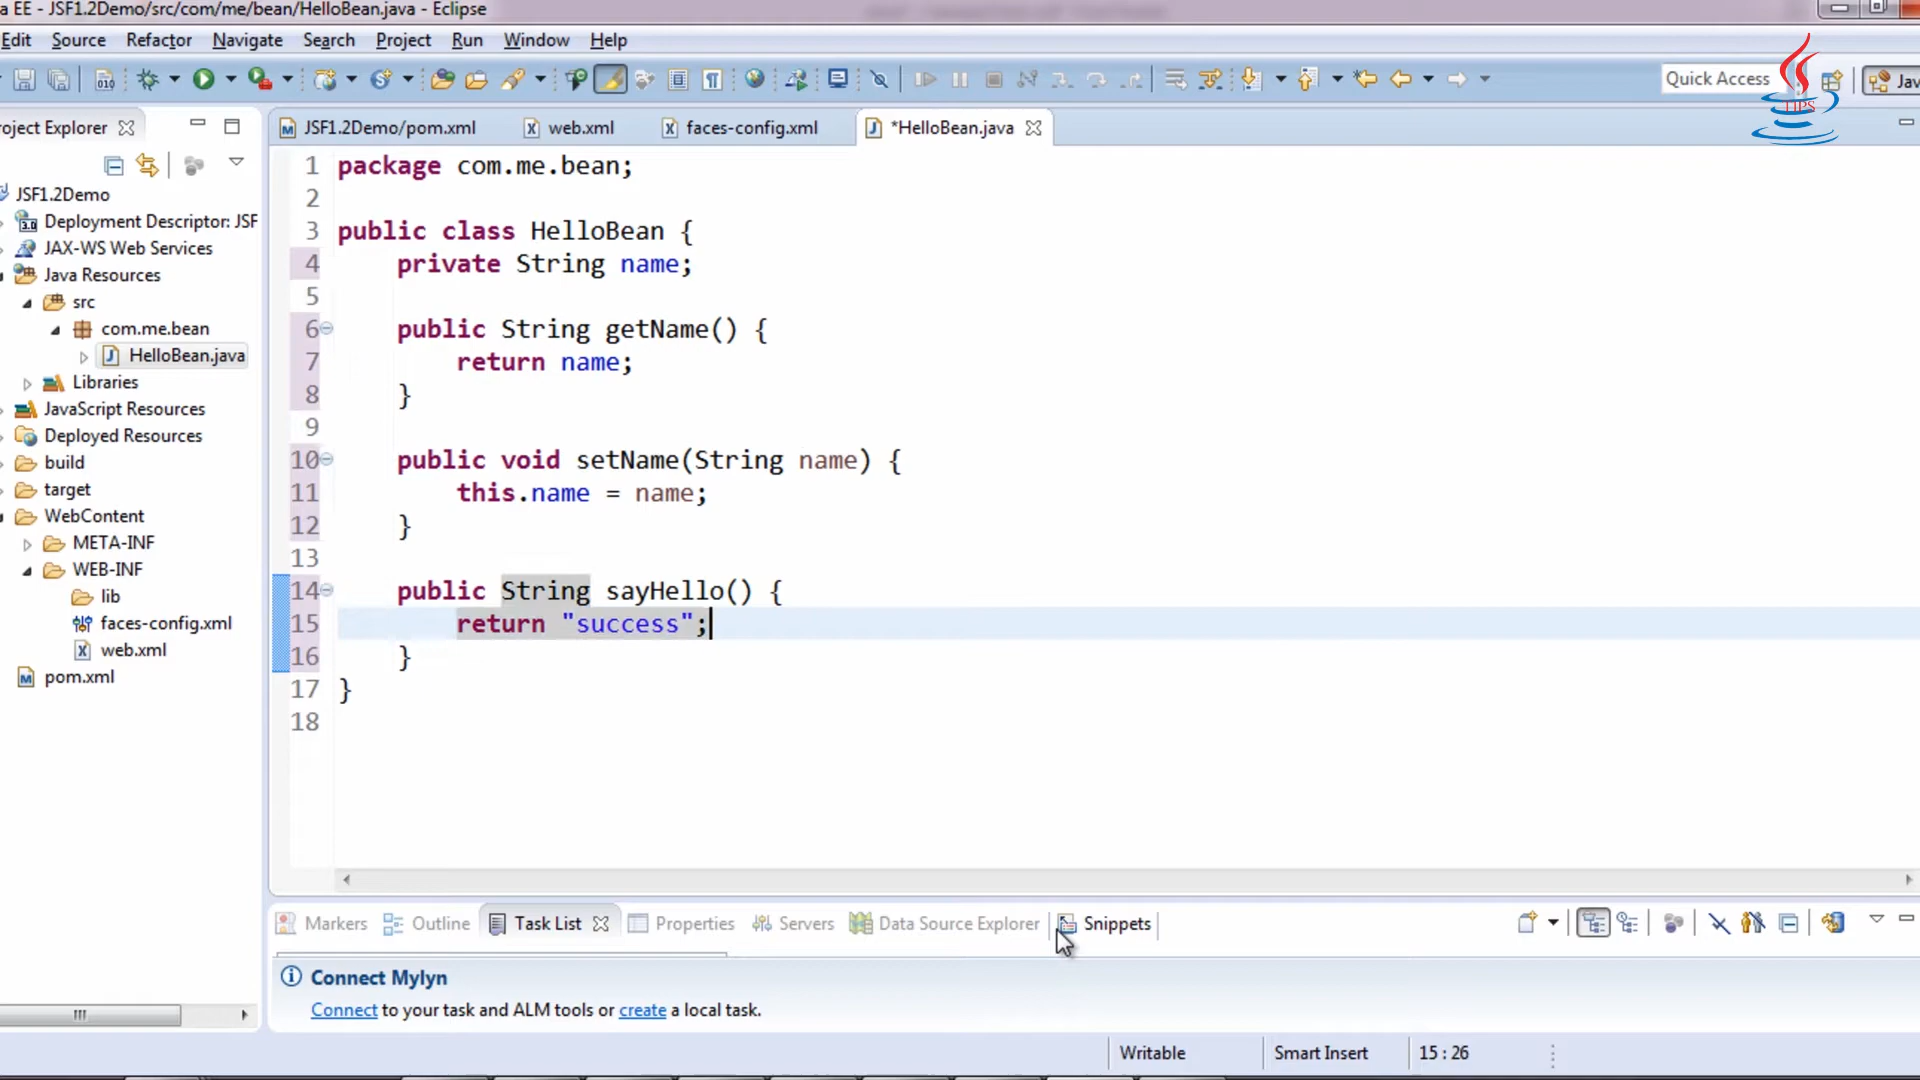 a EE - JSF1.2Demo/src/com/me/bean/HelloBean.java - Eclipse
Edit Source Refactor Navigate Search Project Run Window Help
Quick Access Jav
TIPS
roject Explorer
JSF1.2Demo/pom.xml web.xml faces-config.xml *HelloBean.java
JSF1.2Demo
Deployment Descriptor: JSF
JAX-WS Web Services
Java Resources
src
com.me.bean
HelloBean.java
Libraries
JavaScript Resources
Deployed Resources
build
target
WebContent
META-INF
WEB-INF
lib
faces-config.xml
web.xml
pom.xml
1 package com.me.bean;
2
3 public class HelloBean {
4 private String name;
5
6 public String getName() {
7 return name;
8 }
9
10 public void setName(String name) {
11 this.name = name;
12 }
13
14 public String sayHello() {
15 return "success";
16 }
17 }
18
Markers Outline Task List Properties Servers Data Source Explorer Snippets
Connect Mylyn
Connect to your task and ALM tools or create a local task.
Writable Smart Insert 15 : 26